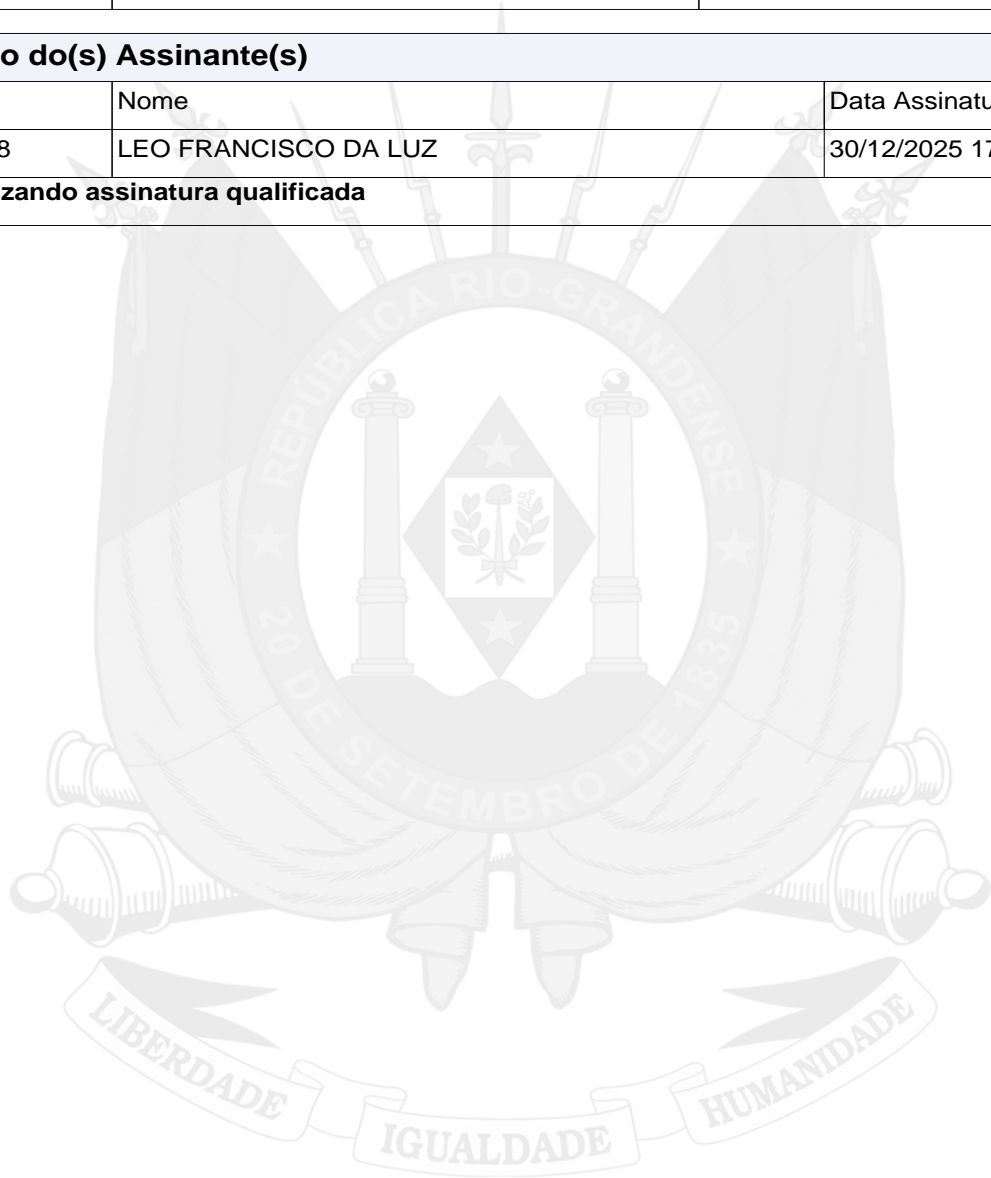 o do(s) Assinante(s)
Nome
Data Assinatu
8
LEO FRANCISCO DA LUZ
30/12/2025 17
zando assinatura qualificada
REPÚBLICA RIO-GRANDENSE
20 DE SETEMBRO DE 1835
LIBERDADE
IGUALDADE
HUMANIDADE